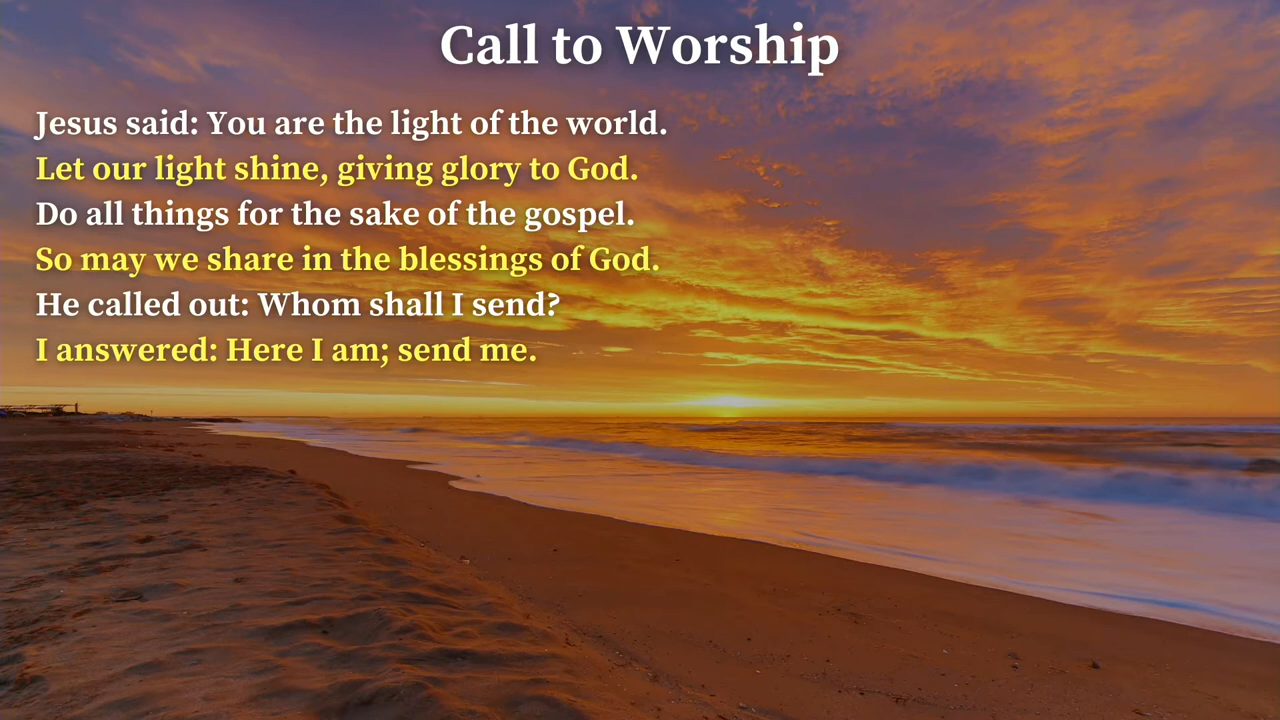 Call to Worship
Jesus said: You are the light of the world.
Let our light shine, giving glory to God.
Do all things for the sake of the gospel.
So may we share in the blessings of God.
He called out: Whom shall I send?
I answered: Here I am; send me.